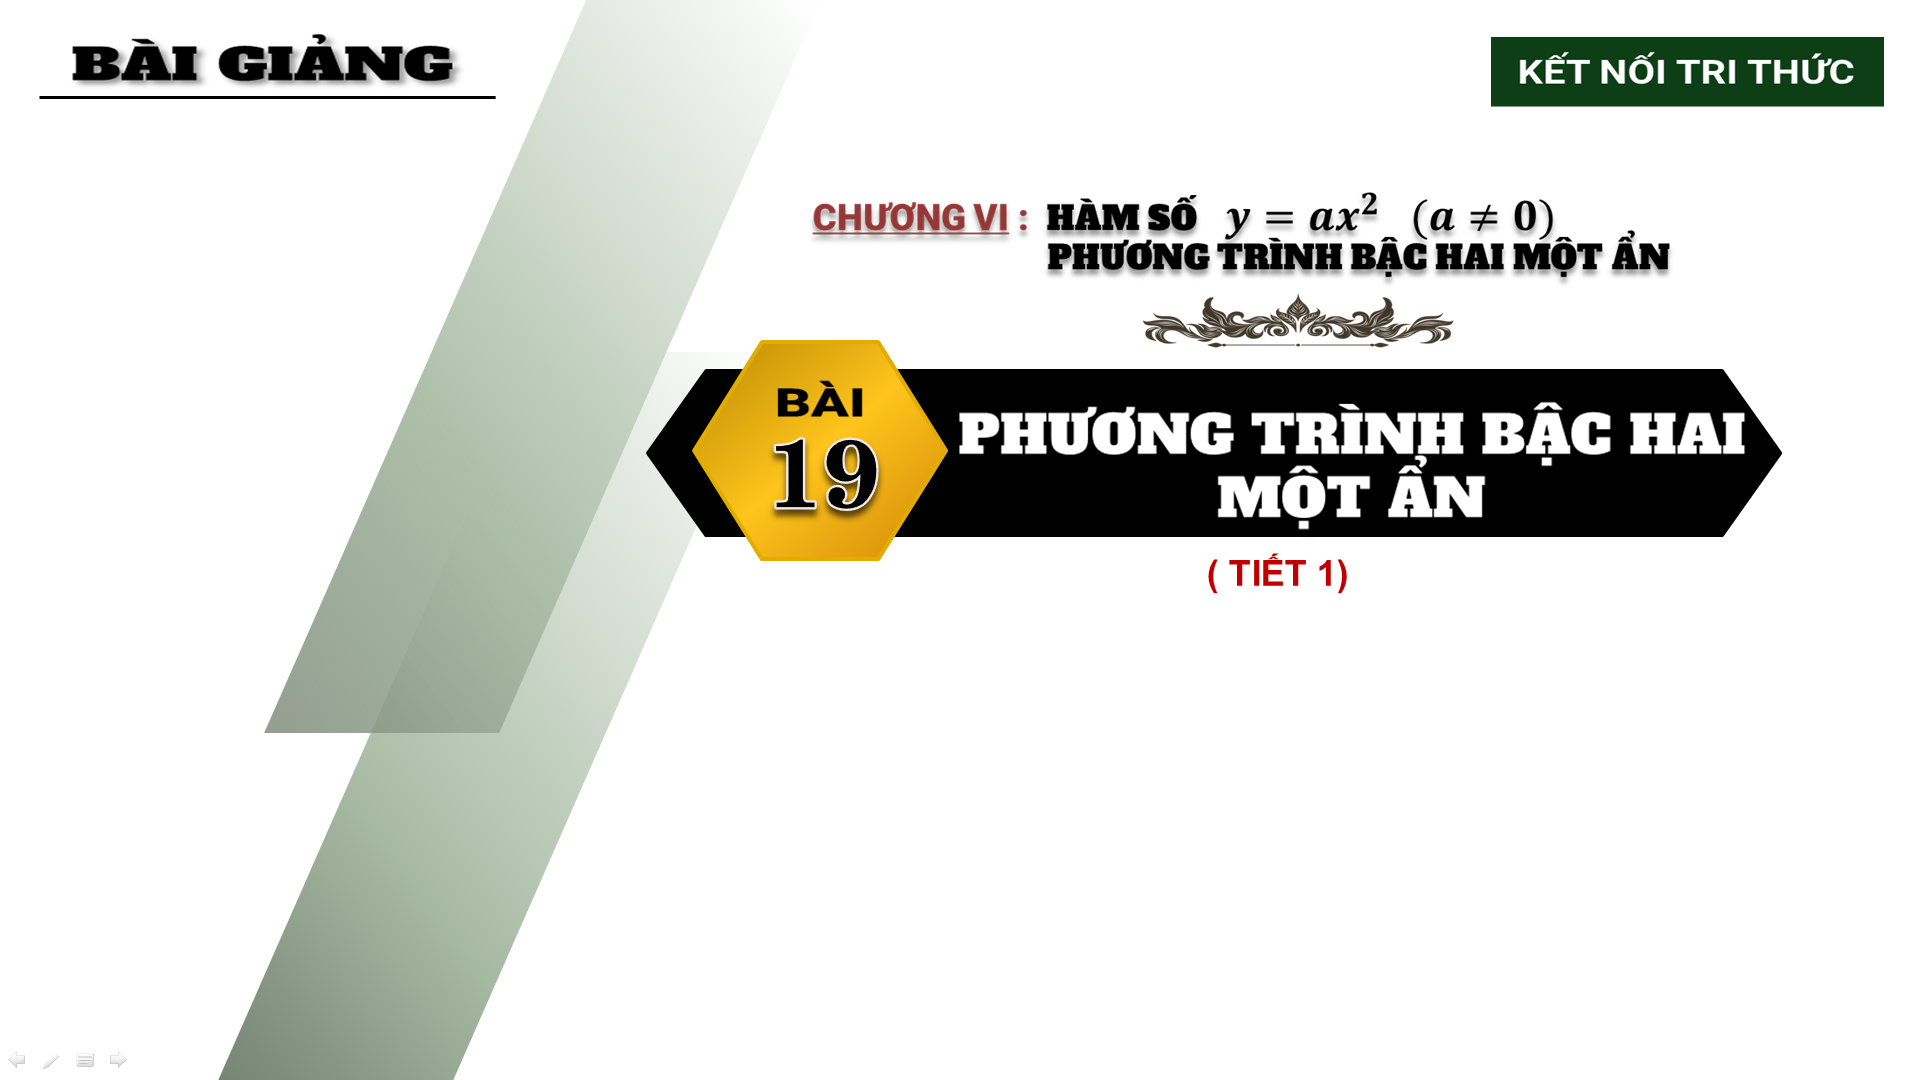 BÀI GIẢNG
KẾT NỐI TRI THỨC
CHƯƠNG VI : HÀM SỐ y = ax² (a ≠ 0)
PHƯƠNG TRÌNH BẬC HAI MỘT ẨN
BÀI
19
PHƯƠNG TRÌNH BẬC HAI
MỘT ẨN
( TIẾT 1)